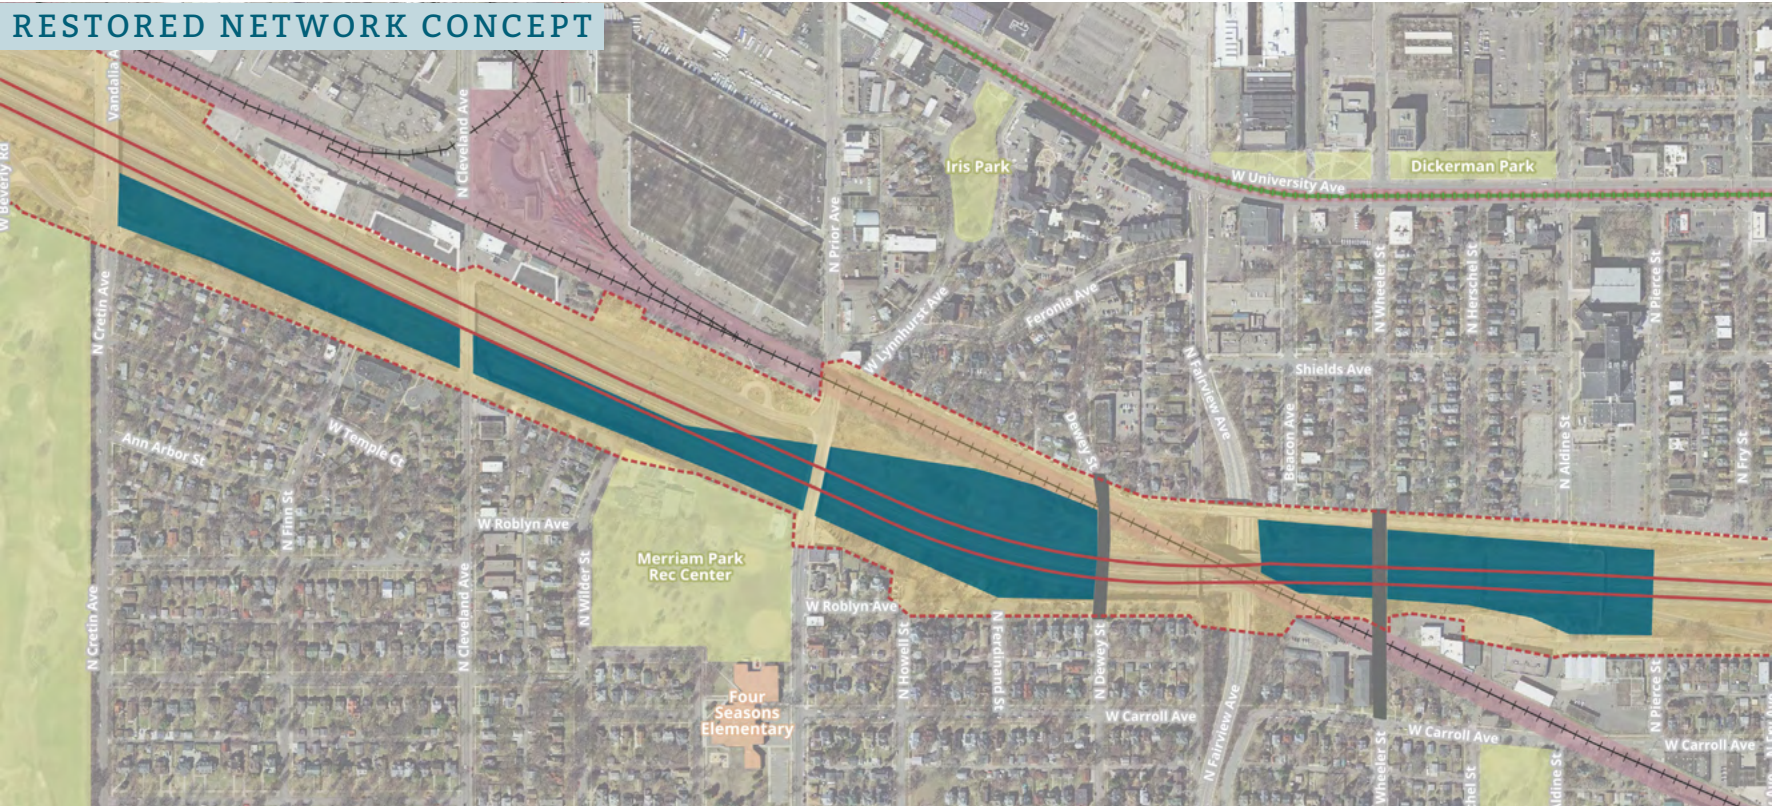 RESTORED NETWORK CONCEPT
Vandalia A
N Cleveland Ave
W Beverly Rd
Iris Park
W University Ave
Dickerman Park
N Prior Ave
N Cretin Ave
W Lynnhurst Ave
Feronia Ave
N Wheeler St
N Herschel St
N Pierce St
N Fairview Ave
Shields Ave
Dewey St
Beacon Ave
N Aldine St
N Fry St
Ann Arbor St
W Temple Ct
N Finn St
W Roblyn Ave
Merriam Park
Rec Center
N Wilder St
N Cretin Ave
N Cleveland Ave
W Roblyn Ave
N Howell St
N Ferdinand St
N Dewey St
Four
Seasons
Elementary
W Carroll Ave
N Fairview Ave
Wheeler St
W Carroll Ave
N Pierce St
W Carroll Ave
hel St
ldine St